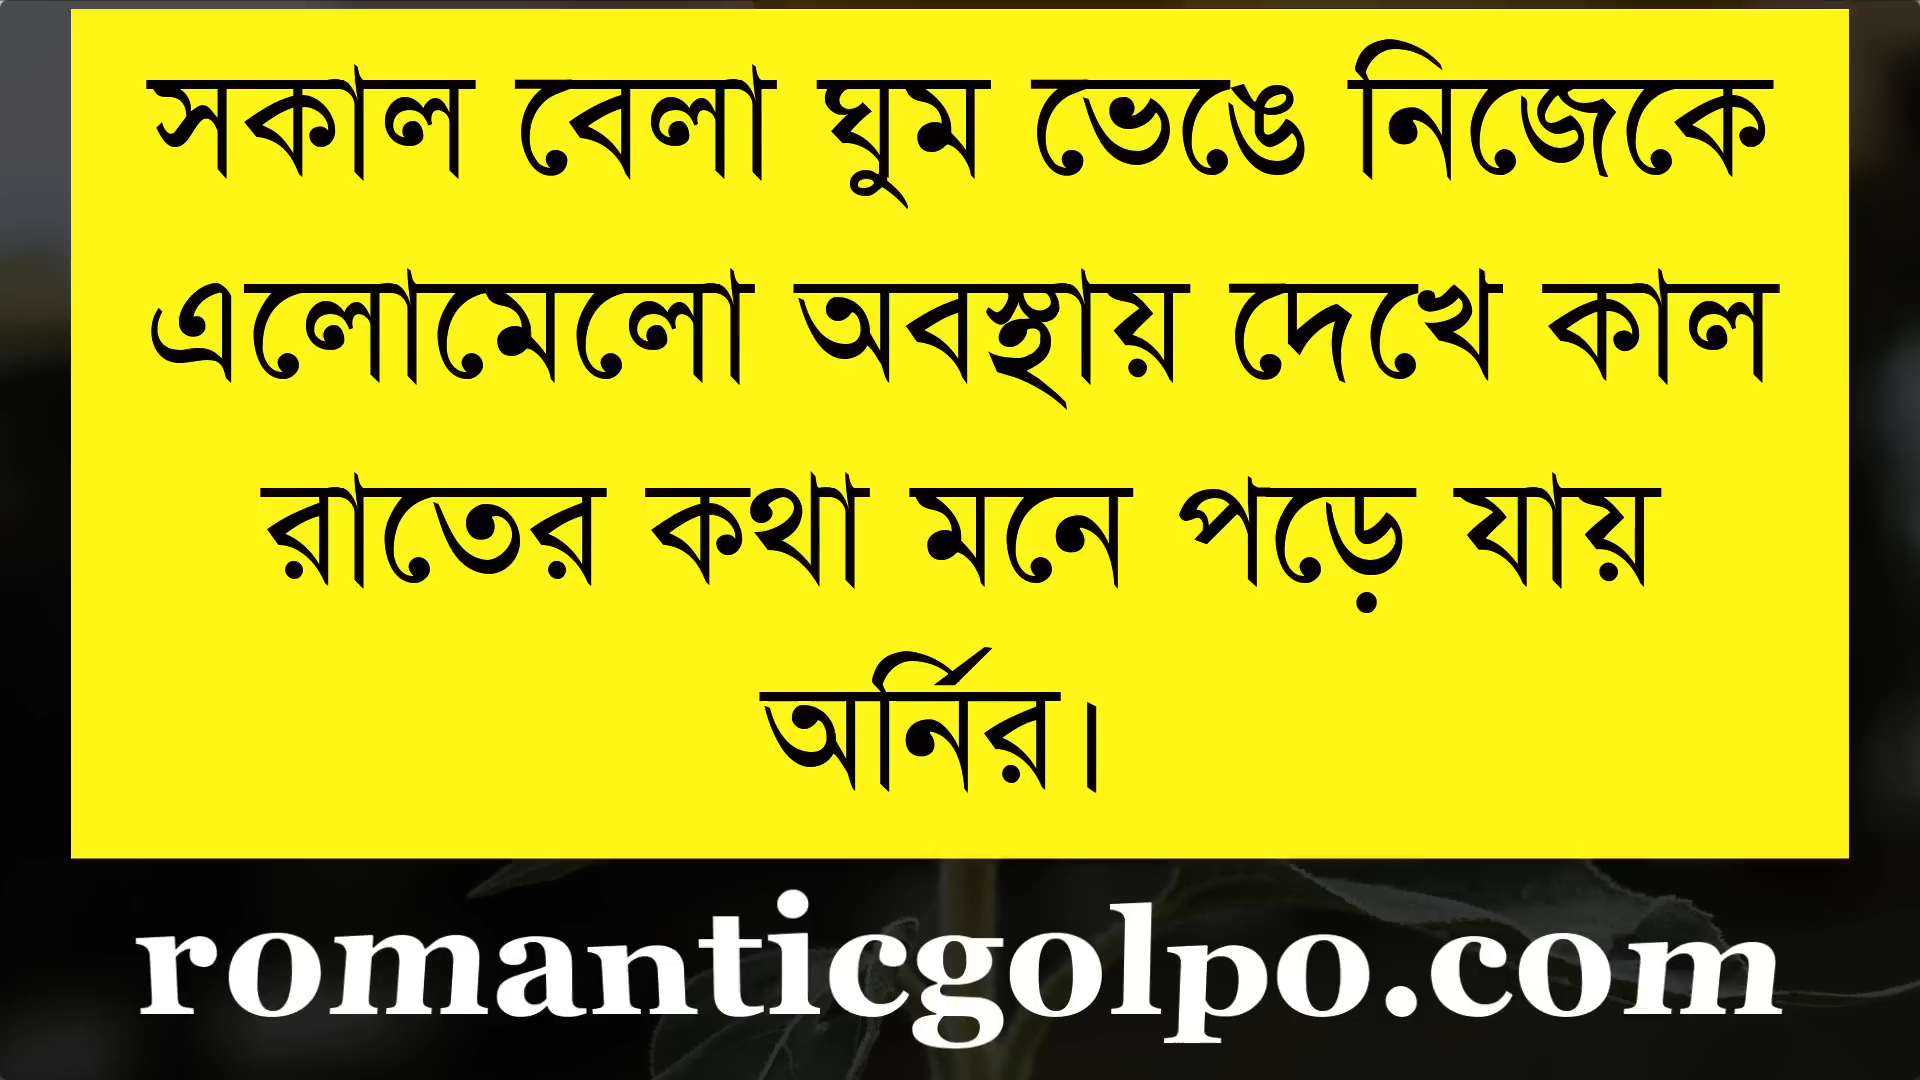 সকাল বেলা ঘুম ভেঙে নিজেকে
এলোমেলো অবস্থায় দেখে কাল
রাতের কথা মনে পড়ে যায়
অর্নির।
romanticgolpo.com